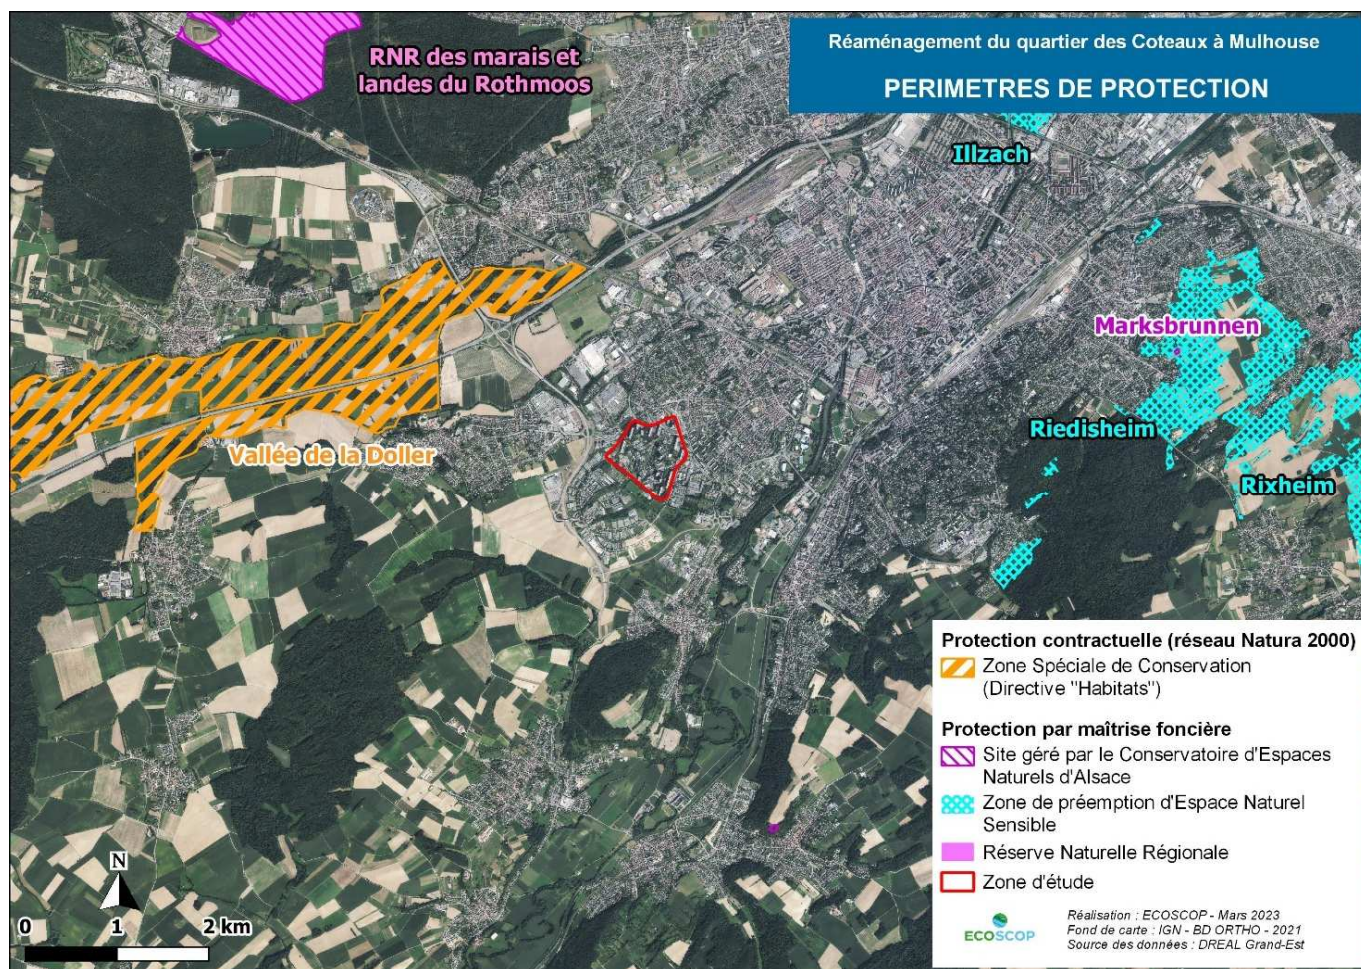 Réaménagement du quartier des Coteaux à Mulhouse
PERIMETRES DE PROTECTION
RNR des marais et
landes du Rothmoos
Illzach
Marksbrunnen
Riedisheim
Vallée de la Doller
Rixheim
Protection contractuelle (réseau Natura 2000)
Zone Spéciale de Conservation
(Directive "Habitats")
Protection par maîtrise foncière
Site géré par le Conservatoire d'Espaces
Naturels d'Alsace
Zone de préemption d'Espace Naturel
Sensible
Réserve Naturelle Régionale
Zone d'étude
N
0 1 2 km
ECOSCOP
Réalisation : ECOSCOP - Mars 2023
Fond de carte : IGN - BD ORTHO - 2021
Source des données : DREAL Grand-Est